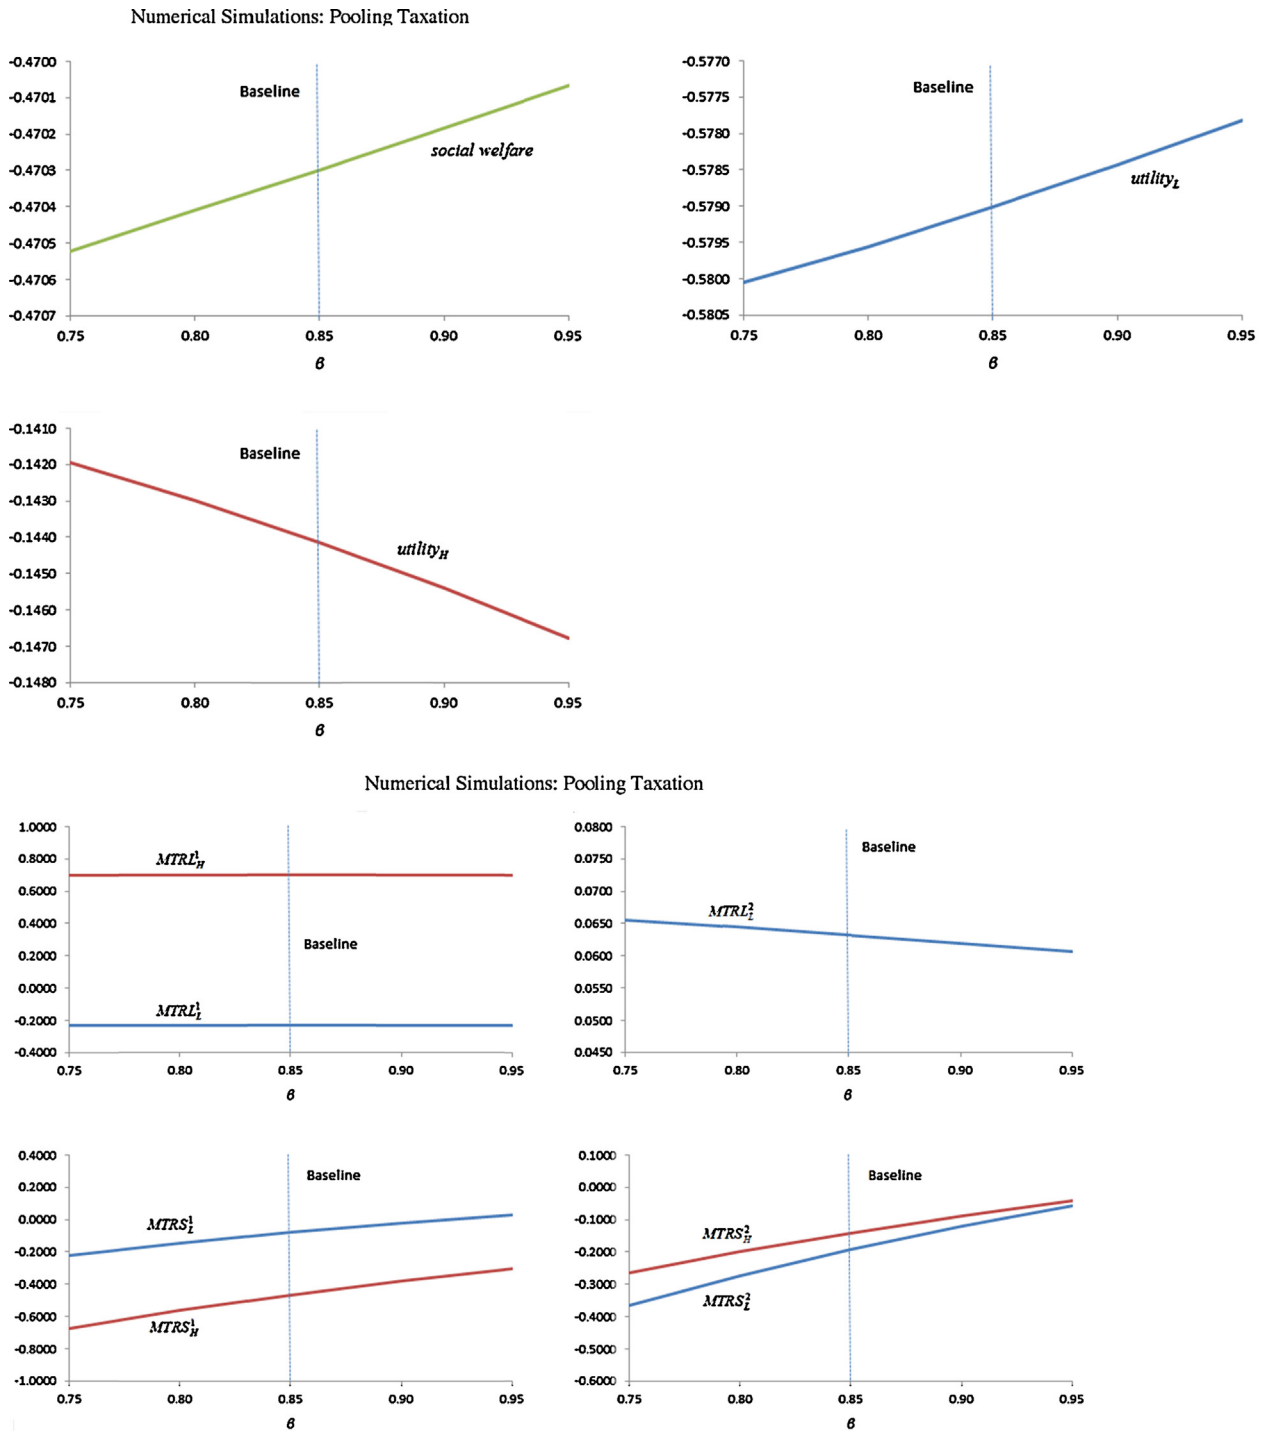 Numerical Simulations: Pooling Taxation
-0.4700
-0.4701
-0.4702
-0.4703
-0.4704
-0.4705
-0.4706
-0.4707
Baseline
social welfare
0.75 0.80 0.85 0.90 0.95
β
-0.5770
-0.5775
-0.5780
-0.5785
-0.5790
-0.5795
-0.5800
-0.5805
Baseline
utility_L
0.75 0.80 0.85 0.90 0.95
β
-0.1410
-0.1420
-0.1430
-0.1440
-0.1450
-0.1460
-0.1470
-0.1480
Baseline
utility_H
0.75 0.80 0.85 0.90 0.95
β
Numerical Simulations: Pooling Taxation
1.0000
0.8000
0.6000
0.4000
0.2000
0.0000
-0.2000
-0.4000
MTRL^1_H
Baseline
MTRL^1_L
0.75 0.80 0.85 0.90 0.95
β
0.0800
0.0750
0.0700
0.0650
0.0600
0.0550
0.0500
0.0450
Baseline
MTRL^2_L
0.75 0.80 0.85 0.90 0.95
β
0.4000
0.2000
0.0000
-0.2000
-0.4000
-0.6000
-0.8000
-1.0000
Baseline
MTRS^1_L
MTRS^1_H
0.75 0.80 0.85 0.90 0.95
β
0.1000
0.0000
-0.1000
-0.2000
-0.3000
-0.4000
-0.5000
-0.6000
Baseline
MTRS^2_H
MTRS^2_L
0.75 0.80 0.85 0.90 0.95
β